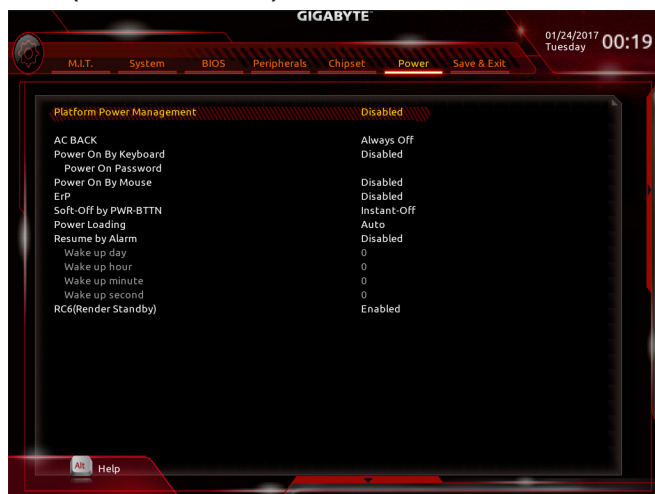 GIGABYTE™
01/24/2017 Tuesday 00:19
M.I.T. System BIOS Peripherals Chipset Power Save & Exit
Platform Power Management Disabled
AC BACK Always Off
Power On By Keyboard Disabled
Power On Password
Power On By Mouse Disabled
ErP Disabled
Soft-Off by PWR-BTTN Instant-Off
Power Loading Auto
Resume by Alarm Disabled
Wake up day 0
Wake up hour 0
Wake up minute 0
Wake up second 0
RC6(Render Standby) Enabled
Alt Help